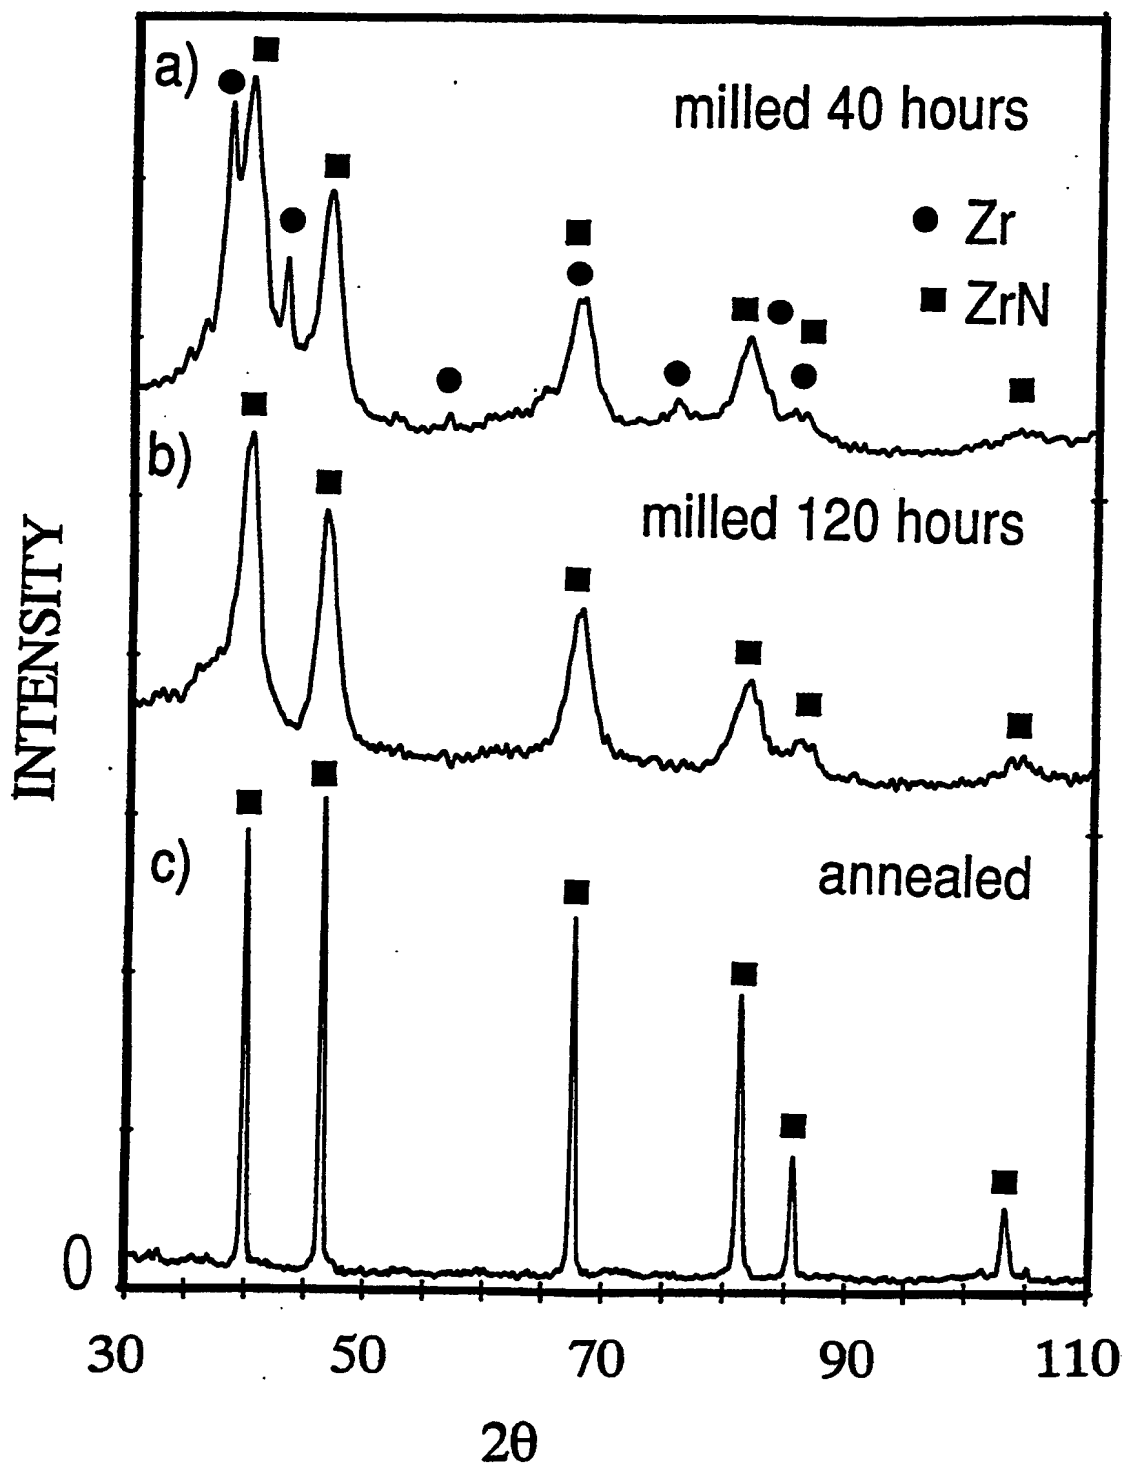 a)
milled 40 hours
● Zr
■ ZrN
b)
milled 120 hours
INTENSITY
c)
annealed
0
30 50 70 90 110
2θ